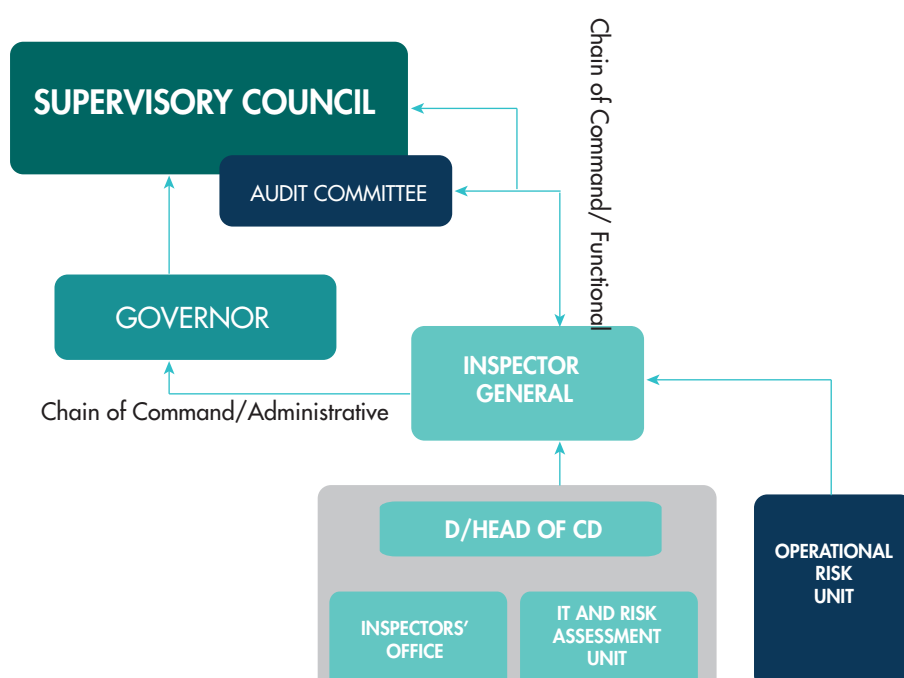 Chain of Command/ Functional
SUPERVISORY COUNCIL
AUDIT COMMITTEE
GOVERNOR
INSPECTOR
GENERAL
Chain of Command/Administrative
D/HEAD OF CD
OPERATIONAL
RISK
UNIT
INSPECTORS’
OFFICE
IT AND RISK
ASSESSMENT
UNIT